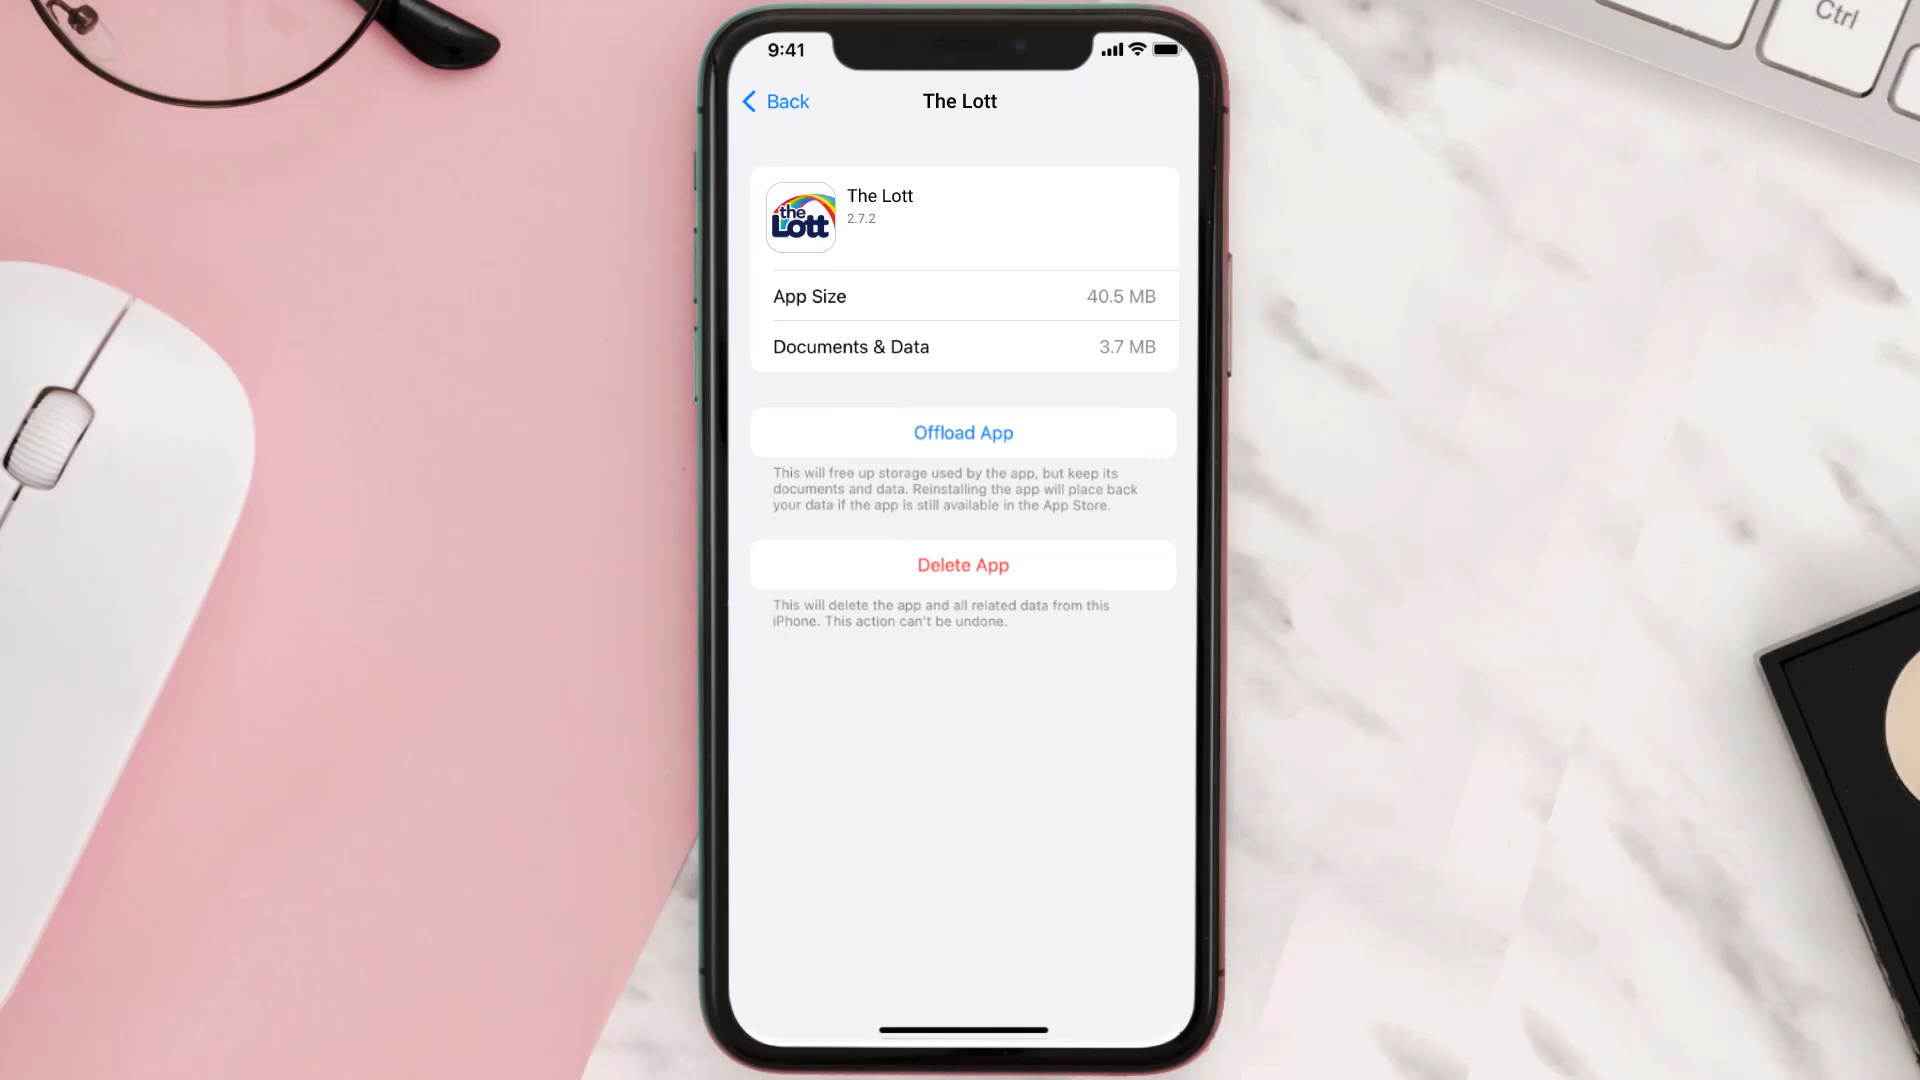 Ctrl
9:41
Back
The Lott
the Lott
The Lott
2.7.2
App Size 40.5 MB
Documents & Data 3.7 MB
Offload App
This will free up storage used by the app, but keep its
documents and data. Reinstalling the app will place back
your data if the app is still available in the App Store.
Delete App
This will delete the app and all related data from this
iPhone. This action can't be undone.